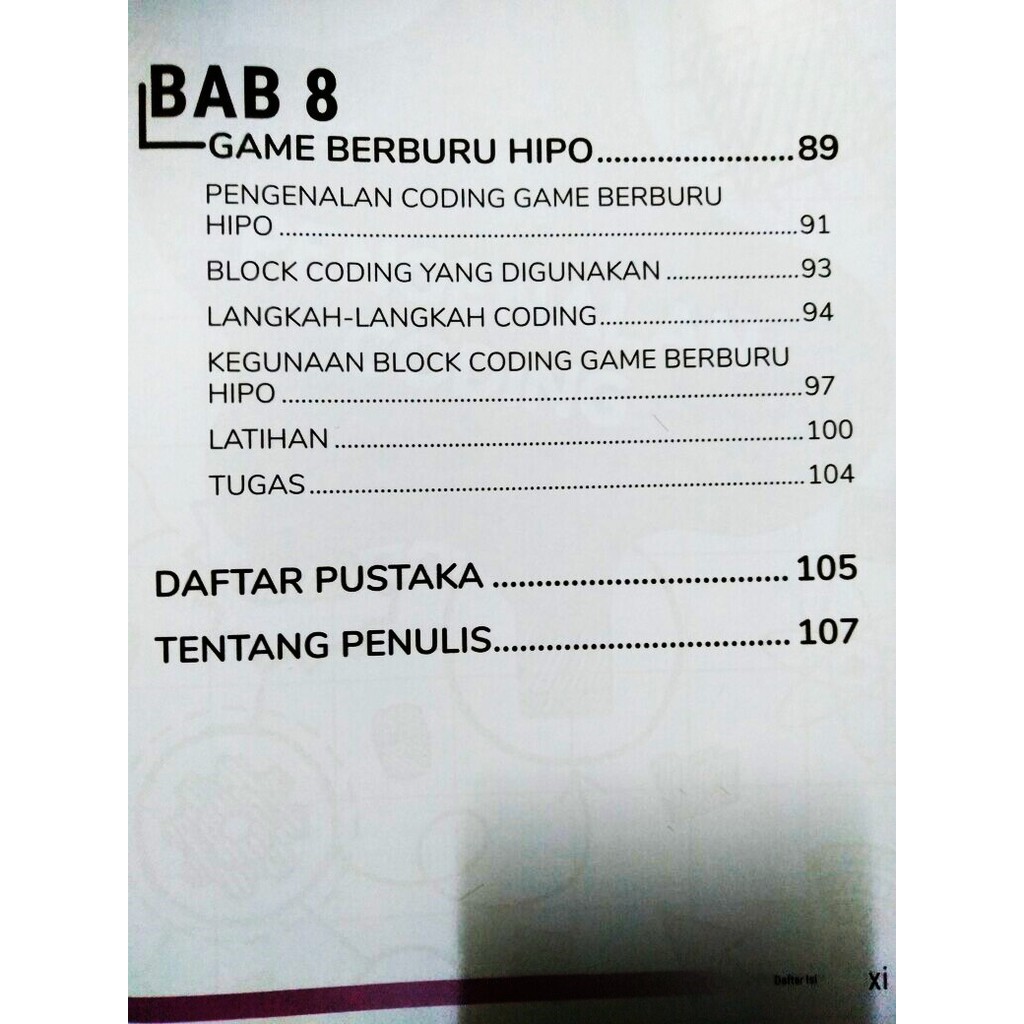 BAB 8
GAME BERBURU HIPO.......................89
PENGENALAN CODING GAME BERBURU
HIPO ................................................................................91
BLOCK CODING YANG DIGUNAKAN .....................93
LANGKAH-LANGKAH CODING................................94
KEGUNAAN BLOCK CODING GAME BERBURU
HIPO ................................................................................97
LATIHAN .........................................................................100
TUGAS.............................................................................104
DAFTAR PUSTAKA .................................. 105
TENTANG PENULIS.................................. 107
Daftar Isi xi